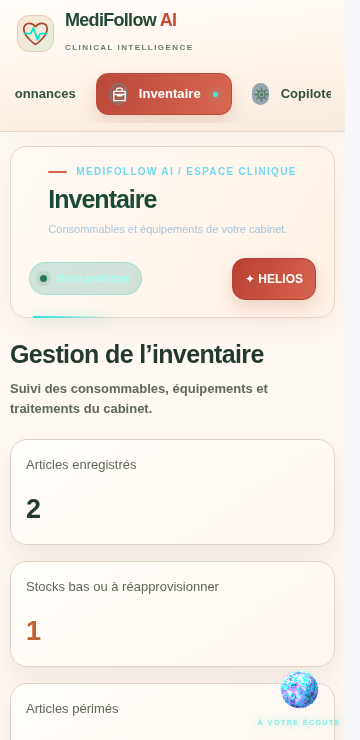 MediFollow AI
CLINICAL INTELLIGENCE
onnances
Inventaire
Copilote
MEDIFOLLOW AI / ESPACE CLINIQUE
Inventaire
Consommables et équipements de votre cabinet.
Mode prototype
✦ HELIOS
Gestion de l’inventaire
Suivi des consommables, équipements et
traitements du cabinet.
Articles enregistrés
2
Stocks bas ou à réapprovisionner
1
Articles périmés
À VOTRE ÉCOUTE